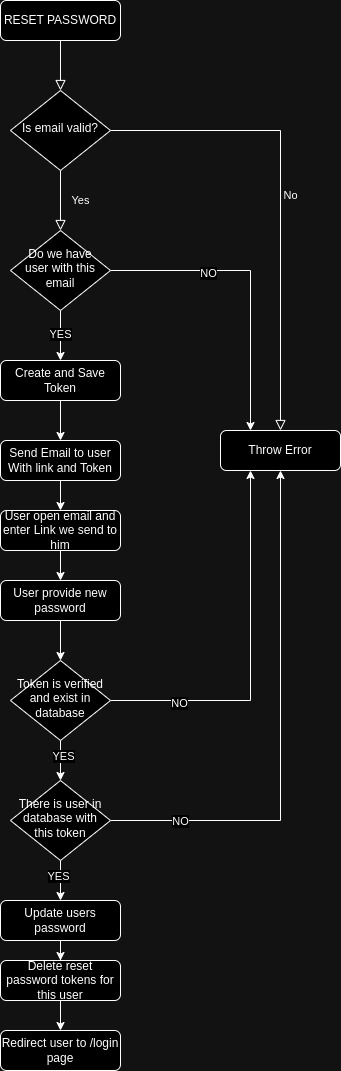 RESET PASSWORD
Is email valid?
No
Yes
Do we have
user with this
email
NO
YES
Create and Save
Token
Throw Error
Send Email to user
With link and Token
User open email and
enter Link we send to
him
User provide new
password
Token is verified
and exist in
database
NO
YES
There is user in
database with
this token
NO
YES
Update users
password
Delete reset
password tokens for
this user
Redirect user to /login
page